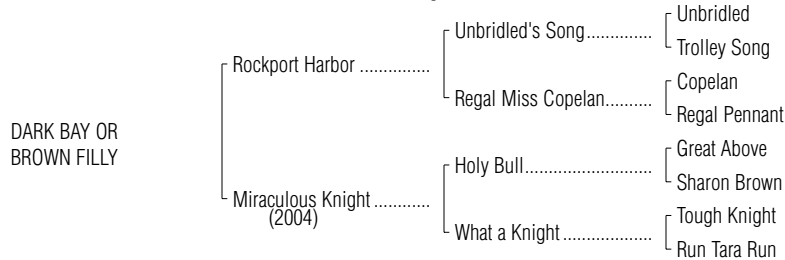 Unbridled
Unbridled's Song...............
Trolley Song
Rockport Harbor ................
Copelan
Regal Miss Copelan..........
Regal Pennant
DARK BAY OR
BROWN FILLY
Great Above
Holy Bull............................
Sharon Brown
Miraculous Knight ............
(2004)
Tough Knight
What a Knight ...................
Run Tara Run